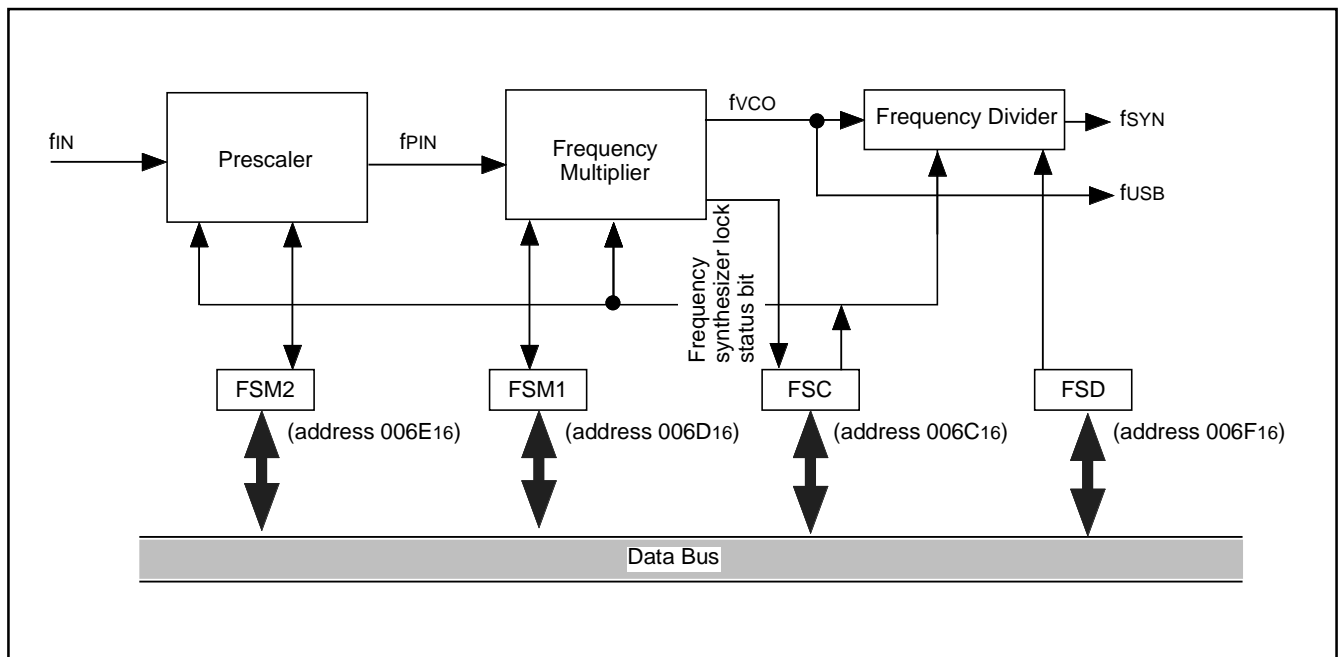 fIN
Prescaler
fPIN
Frequency
Multiplier
fVCO
Frequency Divider
fSYN
fUSB
Frequency
synthesizer lock
status bit
FSM2
(address 006E16)
FSM1
(address 006D16)
FSC
(address 006C16)
FSD
(address 006F16)
Data Bus